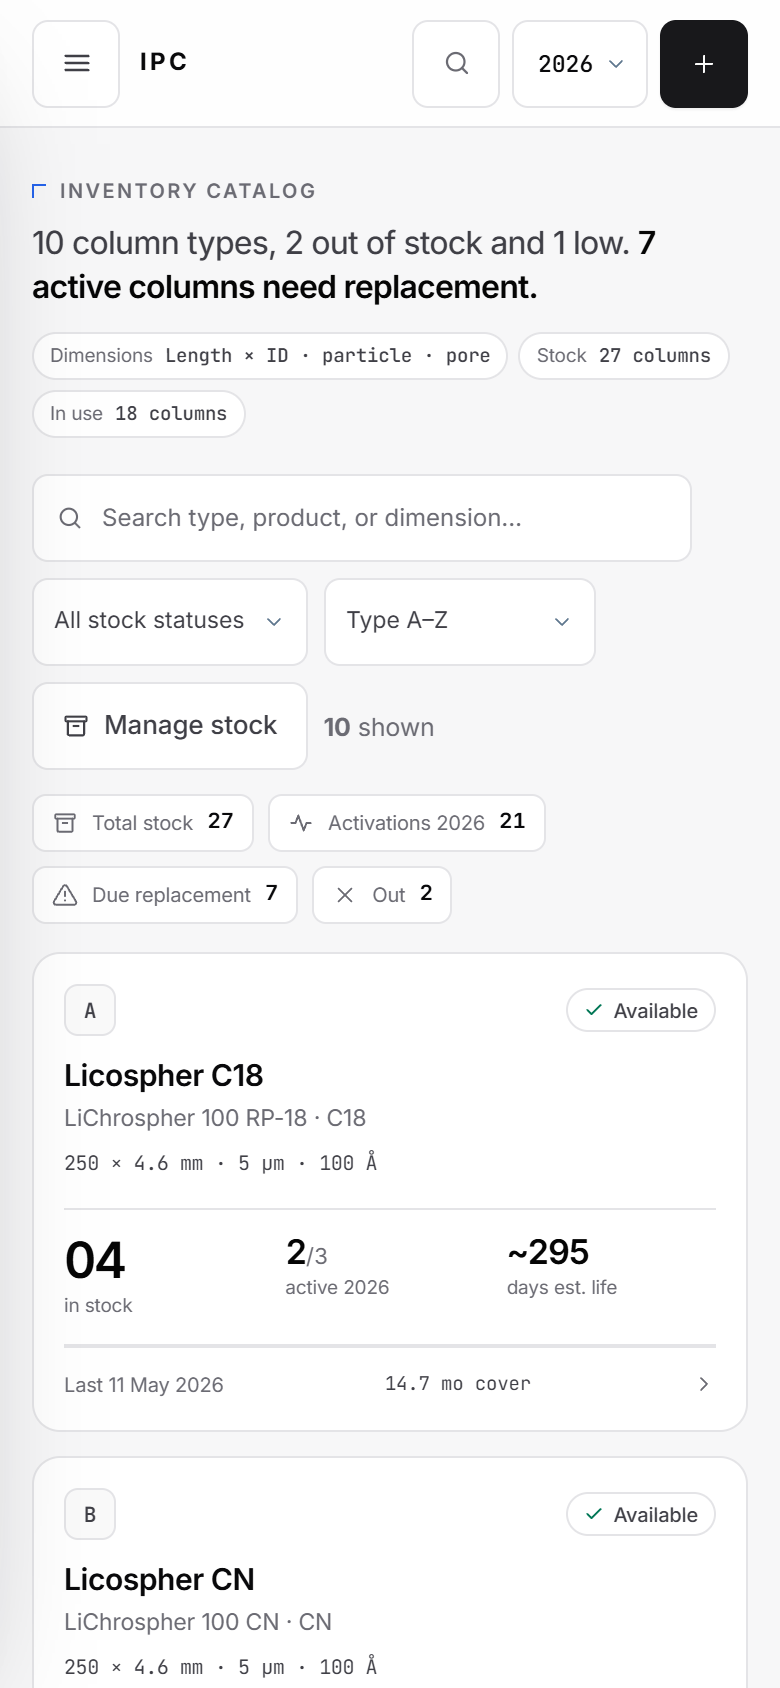 IPC
2026
INVENTORY CATALOG
10 column types, 2 out of stock and 1 low. 7
active columns need replacement.
Dimensions Length × ID · particle · pore
Stock 27 columns
In use 18 columns
Search type, product, or dimension...
All stock statuses
Type A–Z
Manage stock
10 shown
Total stock 27
Activations 2026 21
Due replacement 7
Out 2
A
Available
Licospher C18
LiChrospher 100 RP-18 · C18
250 × 4.6 mm · 5 µm · 100 Å
04
in stock
2/3
active 2026
~295
days est. life
Last 11 May 2026
14.7 mo cover
B
Available
Licospher CN
LiChrospher 100 CN · CN
250 × 4.6 mm · 5 µm · 100 Å